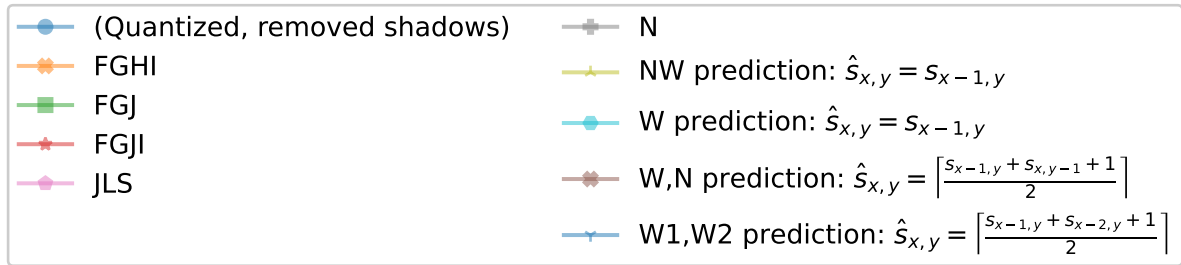 (Quantized, removed shadows)
FGHI
FGJ
FGJI
JLS
N
NW prediction: ŝ_{x,y} = s_{x−1,y}
W prediction: ŝ_{x,y} = s_{x−1,y}
W,N prediction: ŝ_{x,y} = ⌈(s_{x−1,y} + s_{x,y−1} + 1)/2⌉
W1,W2 prediction: ŝ_{x,y} = ⌈(s_{x−1,y} + s_{x−2,y} + 1)/2⌉